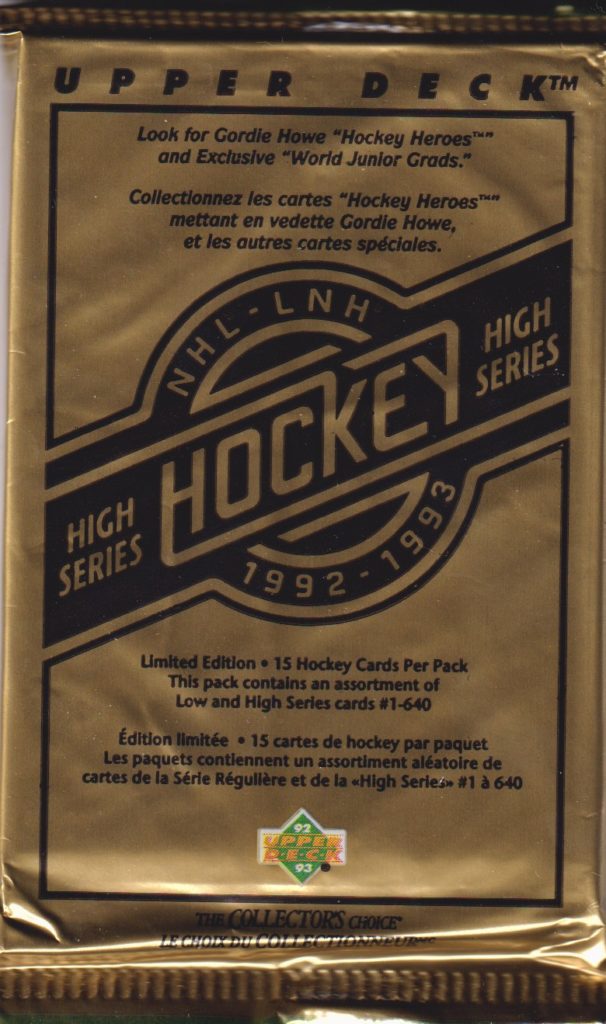 UPPER DECK™
Look for Gordie Howe "Hockey Heroes™"
and Exclusive "World Junior Grads."
Collectionnez les cartes "Hockey Heroes™"
mettant en vedette Gordie Howe,
et les autres cartes spéciales.
NHL-LNH
HIGH
SERIES
HOCKEY
HIGH
SERIES
1992-1993
Limited Edition • 15 Hockey Cards Per Pack
This pack contains an assortment of
Low and High Series cards #1-640
Édition limitée • 15 cartes de hockey par paquet
Les paquets contiennent un assortiment aléatoire de
cartes de la Série Régulière et de la «High Series» #1 à 640
92
UPPER
D•E•C•K
93
THE COLLECTOR'S CHOICE
LE CHOIX DU COLLECTIONNEUR